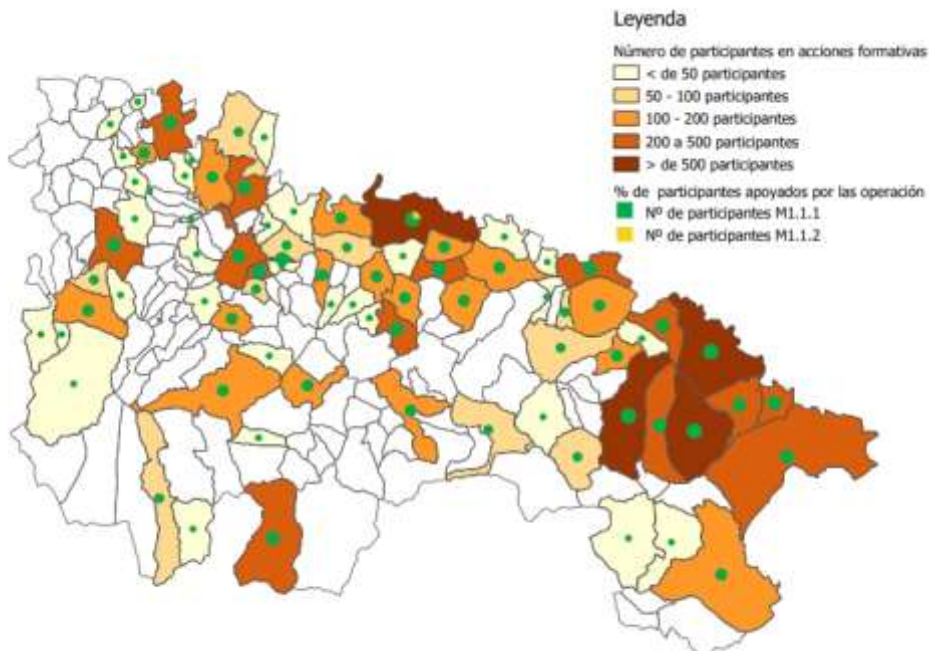 Leyenda
Número de participantes en acciones formativas
< de 50 participantes
50 - 100 participantes
100 - 200 participantes
200 a 500 participantes
> de 500 participantes
% de participantes apoyados por las operación
Nº de participantes M1.1.1
Nº de participantes M1.1.2